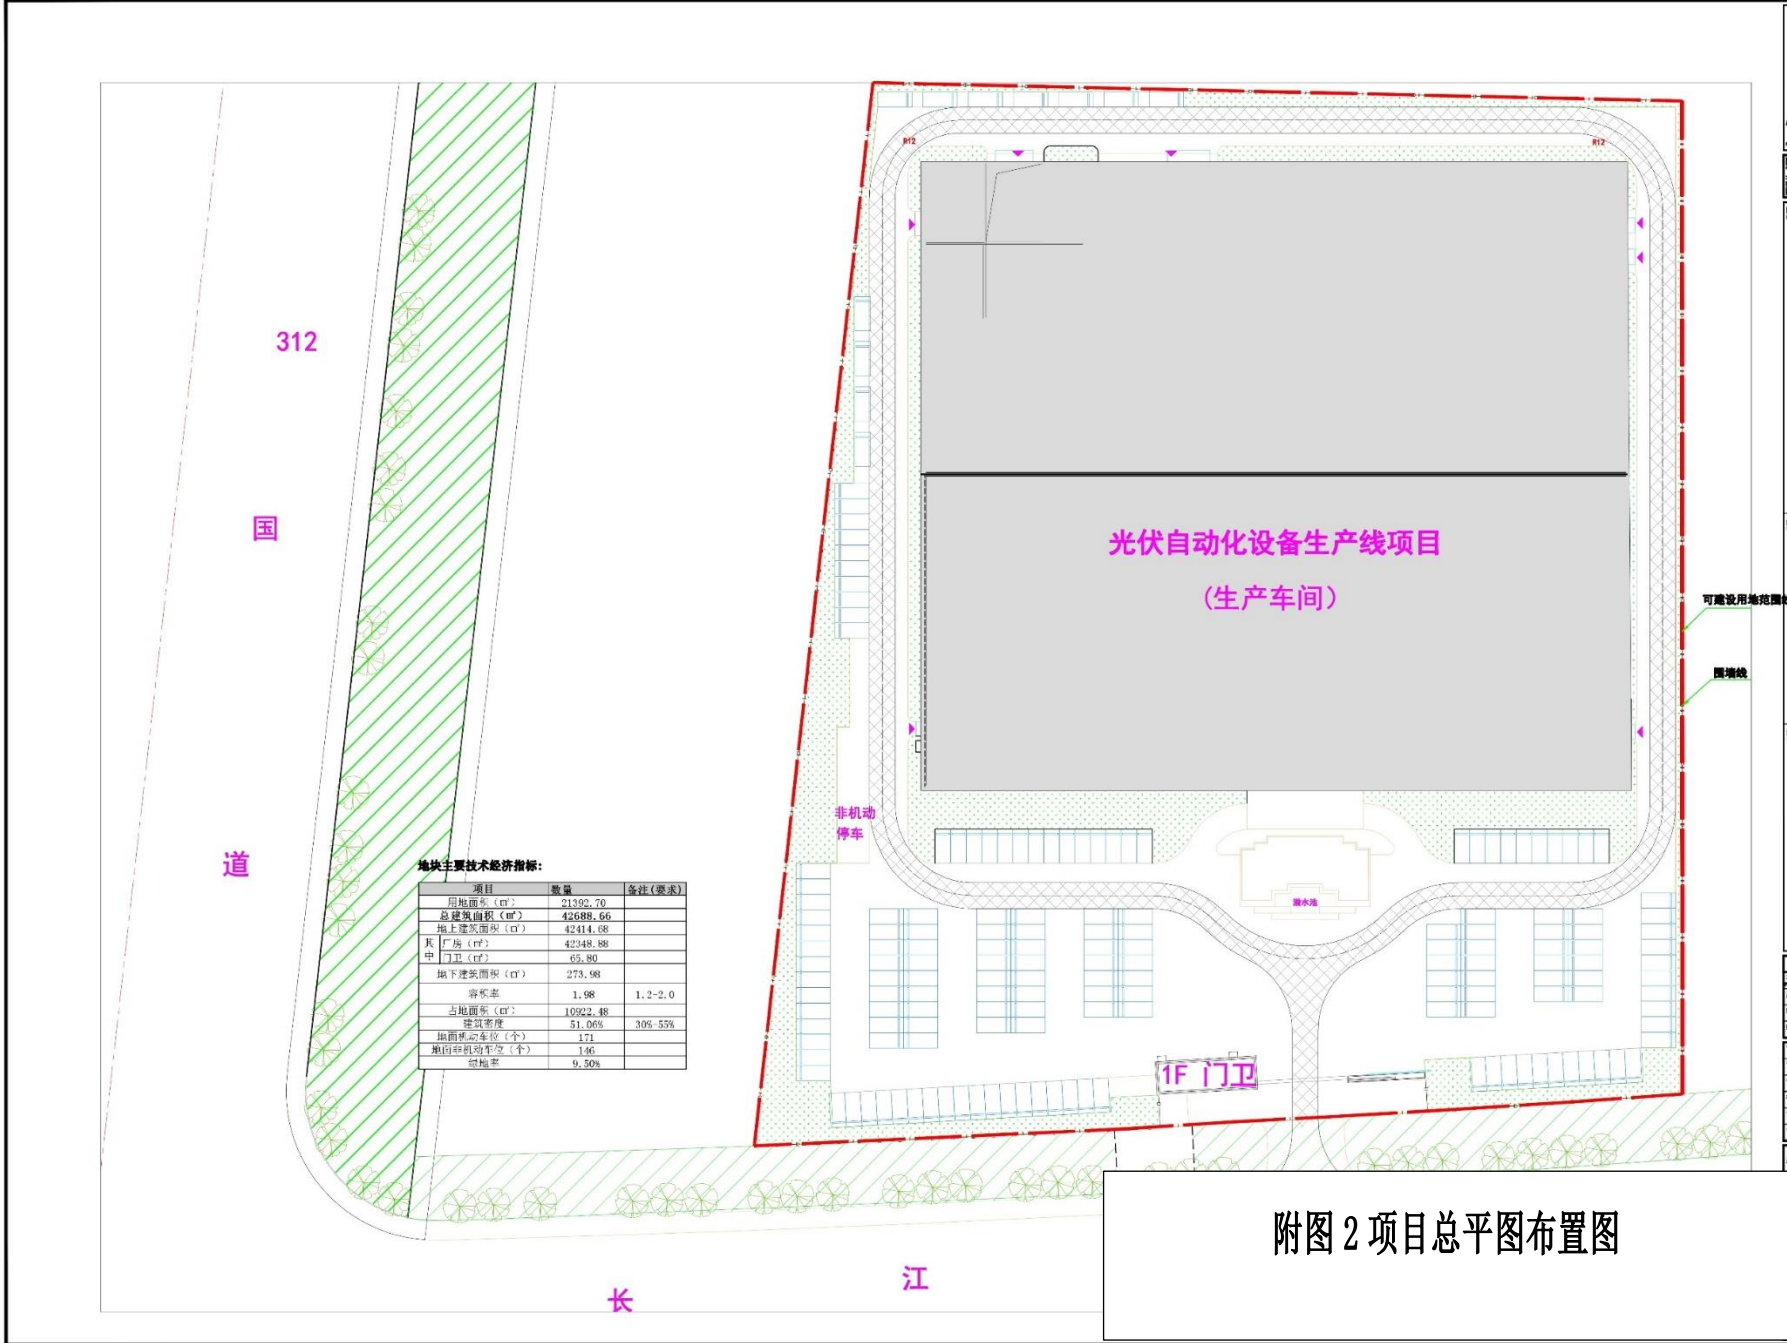 R12
R12
312
国
道
光伏自动化设备生产线项目
(生产车间)
可建设用地范围线
围墙线
非机动
停车
地块主要技术经济指标:
项目 数量 备注(要求)
用地面积(㎡) 21392.70
总建筑面积(㎡) 42688.66
地上建筑面积(㎡) 42414.68
其中 厂房(㎡) 42348.88
门卫(㎡) 65.80
地下建筑面积(㎡) 273.98
容积率 1.98 1.2-2.0
占地面积(㎡) 10922.48
建筑密度 51.06% 30%-55%
地面机动车位(个) 171
地面非机动车位(个) 146
绿地率 9.50%
水池
1F 门卫
附图 2 项目总平图布置图
江
长